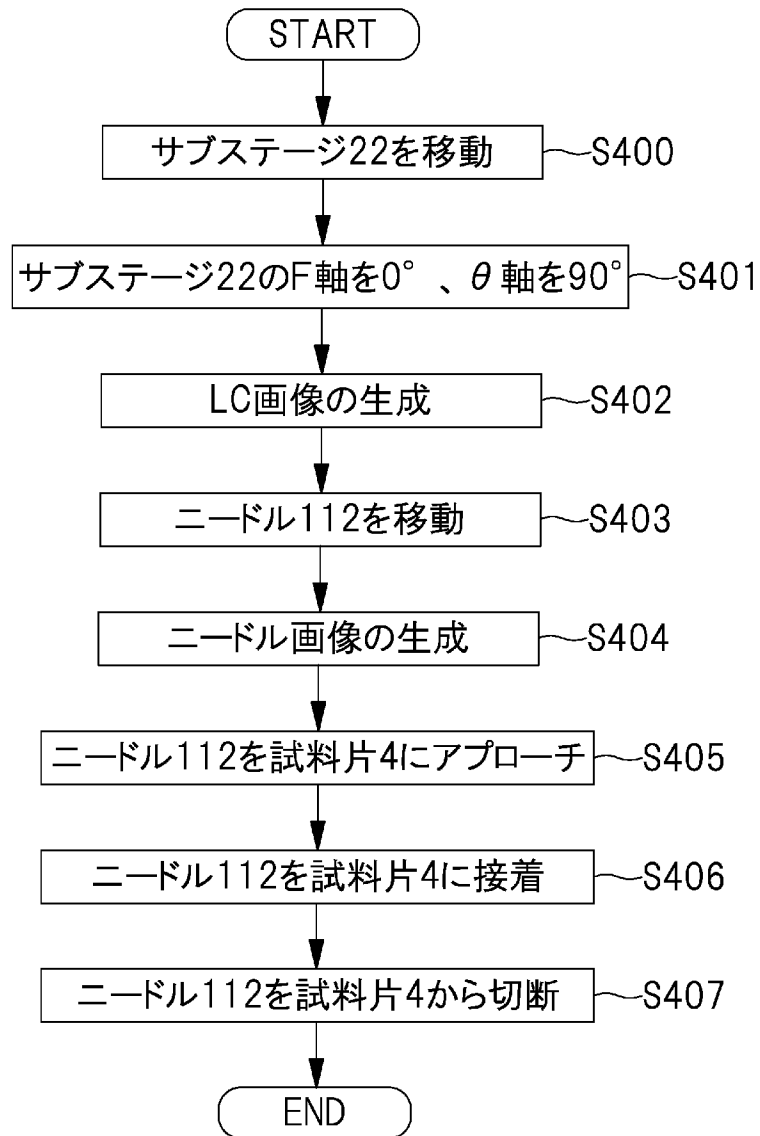 START
サブステージ22を移動 S400
サブステージ22のF軸を0°、θ軸を90° S401
LC画像の生成 S402
ニードル112を移動 S403
ニードル画像の生成 S404
ニードル112を試料片4にアプローチ S405
ニードル112を試料片4に接着 S406
ニードル112を試料片4から切断 S407
END